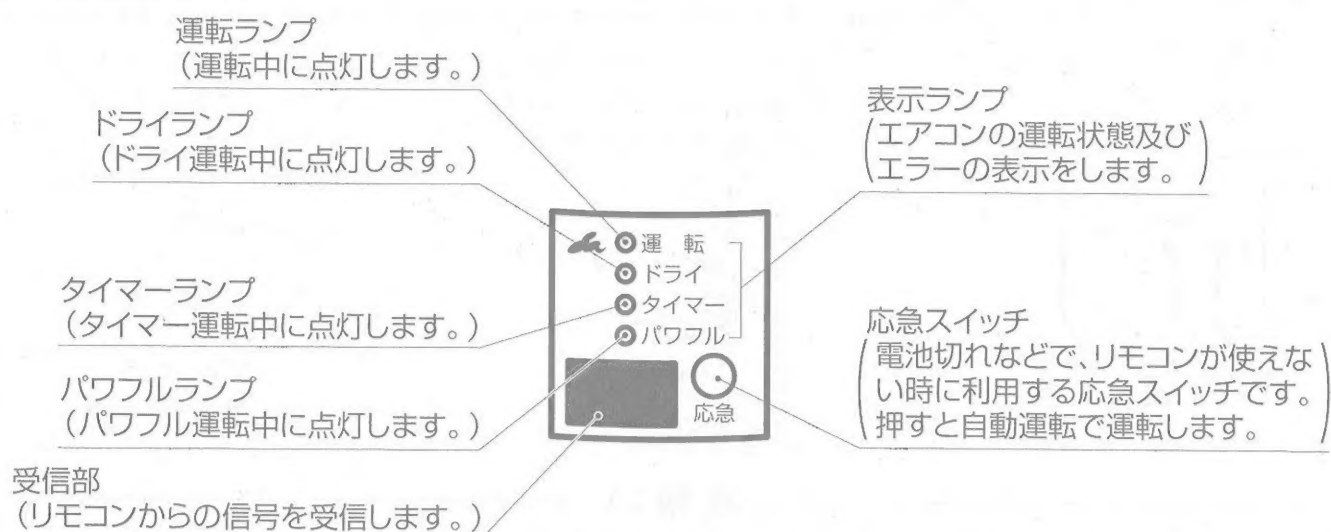 運転ランプ
（運転中に点灯します。）
ドライランプ
（ドライ運転中に点灯します。）
タイマーランプ
（タイマー運転中に点灯します。）
パワフルランプ
（パワフル運転中に点灯します。）
受信部
（リモコンからの信号を受信します。）
運　転
ドライ
タイマー
パワフル
応急
表示ランプ
（エアコンの運転状態及び
エラーの表示をします。）
応急スイッチ
（電池切れなどで、リモコンが使えな
い時に利用する応急スイッチです。
押すと自動運転で運転します。）